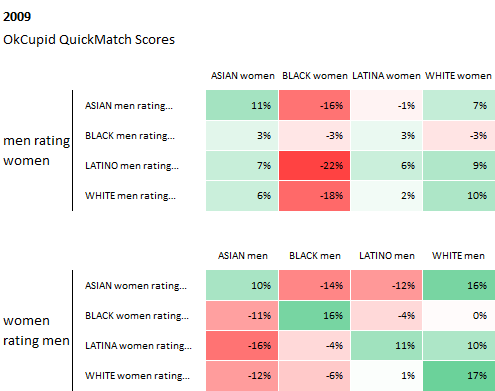 2009
OkCupid QuickMatch Scores
ASIAN women BLACK women LATINA women WHITE women
men rating women
ASIAN men rating... 11% -16% -1% 7%
BLACK men rating... 3% -3% 3% -3%
LATINO men rating... 7% -22% 6% 9%
WHITE men rating... 6% -18% 2% 10%
ASIAN men BLACK men LATINO men WHITE men
women rating men
ASIAN women rating... 10% -14% -12% 16%
BLACK women rating... -11% 16% -4% 0%
LATINA women rating... -16% -4% 11% 10%
WHITE women rating... -12% -6% 1% 17%